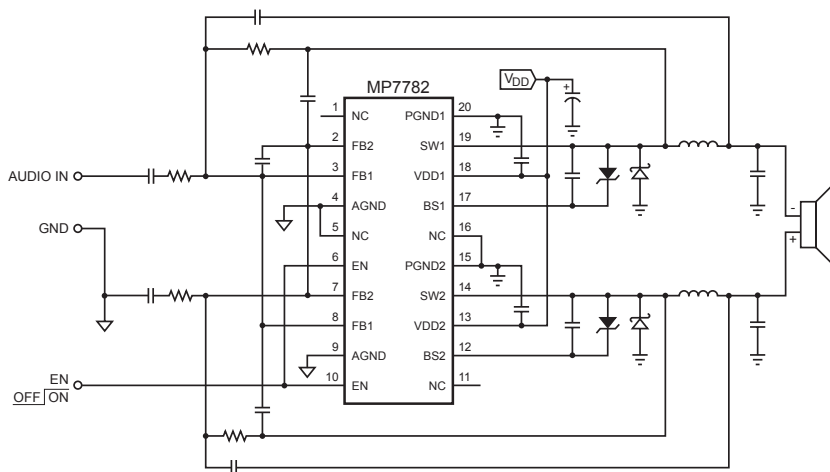 MP7782
V_DD
+
1 NC
2 FB2
3 FB1
4 AGND
5 NC
6 EN
7 FB2
8 FB1
9 AGND
10 EN
20 PGND1
19 SW1
18 VDD1
17 BS1
16 NC
15 PGND2
14 SW2
13 VDD2
12 BS2
11 NC
AUDIO IN
GND
EN
OFF ON
-
+